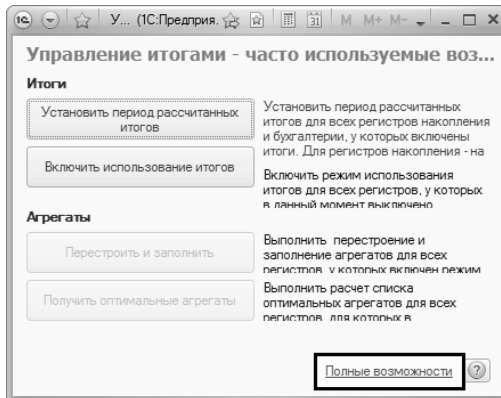 У... (1С:Предприя. 31 M M+ M-
Управление итогами - часто используемые воз...
Итоги
Установить период рассчитанных
итогов
Установить период рассчитанных
итогов для всех регистров накопления
и бухгалтерии, у которых включены
итоги. Для регистров накопления - на
Включить использование итогов
Включить режим использования
итогов для всех регистров, у которых
в данный момент выключено
Агрегаты
Перестроить и заполнить
Выполнить перестроение и
заполнение агрегатов для всех
регистров, у которых включен режим
Получить оптимальные агрегаты
Выполнить расчет списка
оптимальных агрегатов для всех
регистров, для которых в
Полные возможности ?